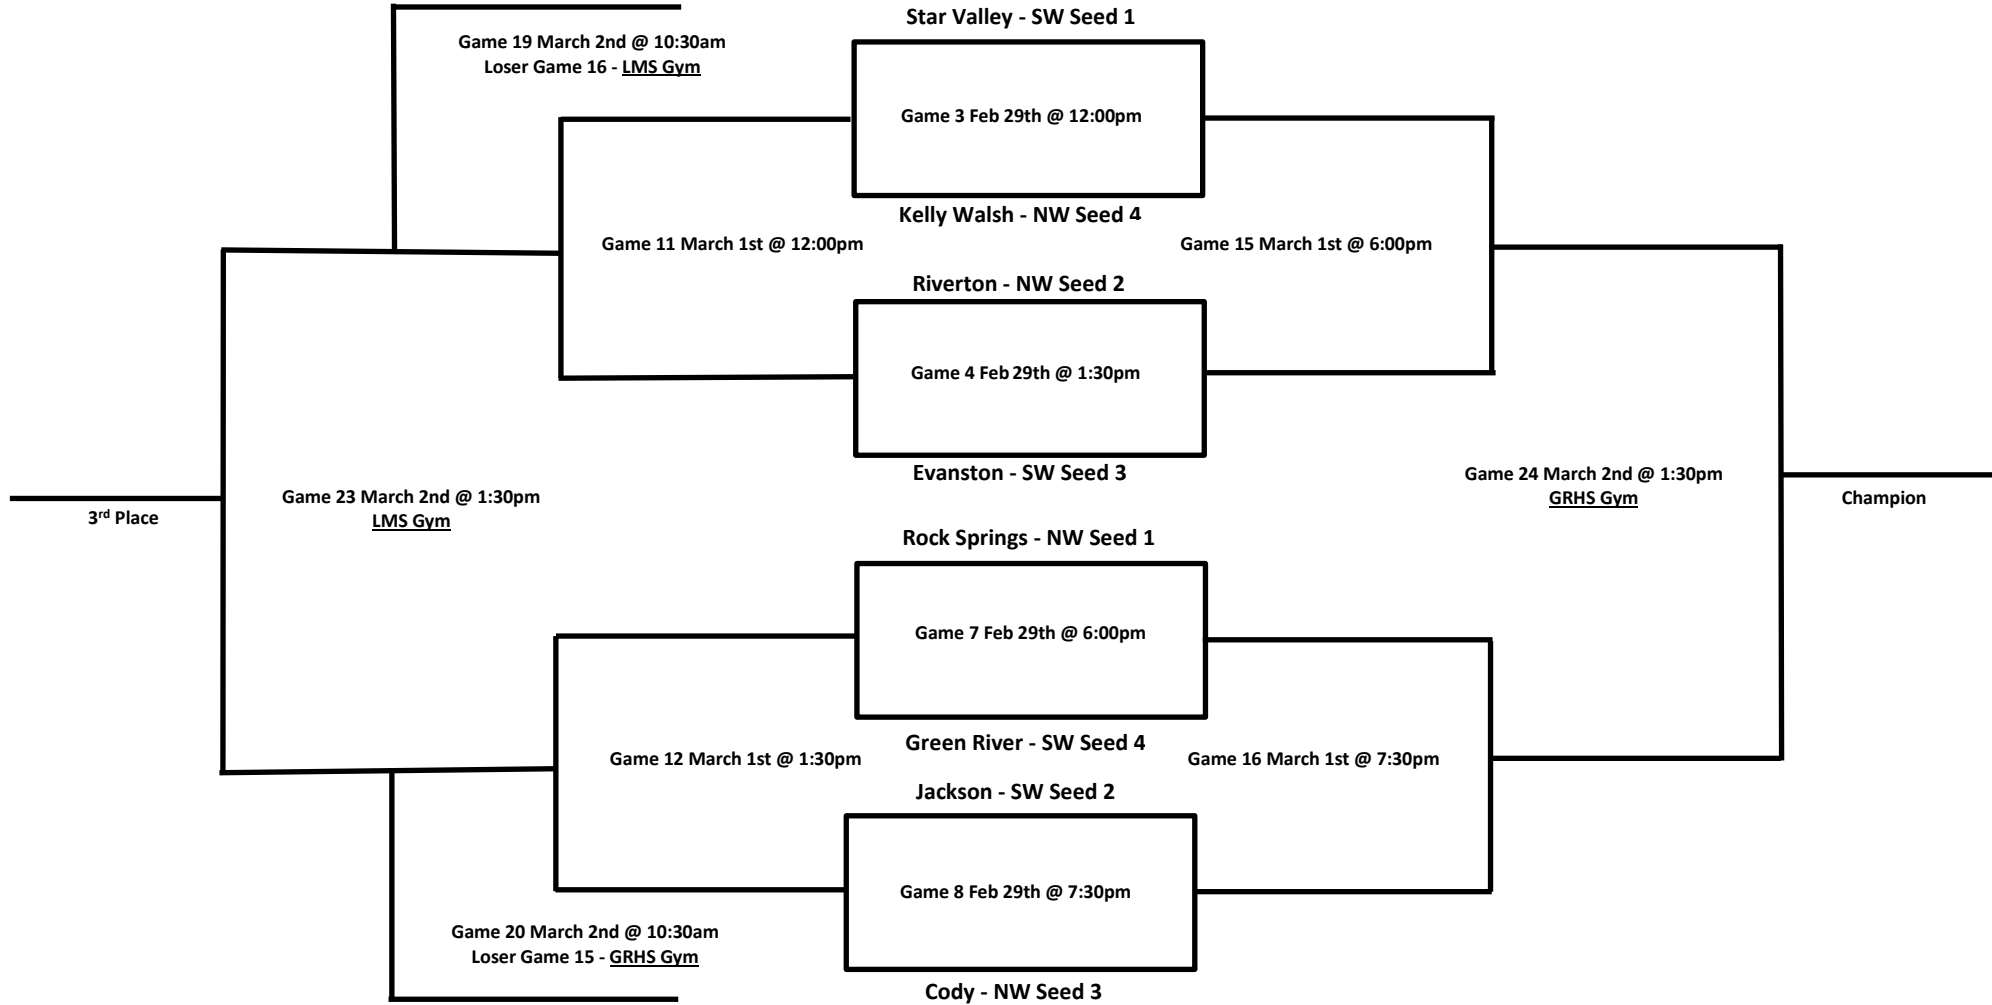 Star Valley - SW Seed 1
Game 19 March 2nd @ 10:30am
Loser Game 16 - LMS Gym
Game 3 Feb 29th @ 12:00pm
Kelly Walsh - NW Seed 4
Game 11 March 1st @ 12:00pm
Game 15 March 1st @ 6:00pm
Riverton - NW Seed 2
Game 4 Feb 29th @ 1:30pm
Evanston - SW Seed 3
Game 23 March 2nd @ 1:30pm
LMS Gym
3rd Place
Game 24 March 2nd @ 1:30pm
GRHS Gym
Champion
Rock Springs - NW Seed 1
Game 7 Feb 29th @ 6:00pm
Green River - SW Seed 4
Game 12 March 1st @ 1:30pm
Game 16 March 1st @ 7:30pm
Jackson - SW Seed 2
Game 8 Feb 29th @ 7:30pm
Game 20 March 2nd @ 10:30am
Loser Game 15 - GRHS Gym
Cody - NW Seed 3